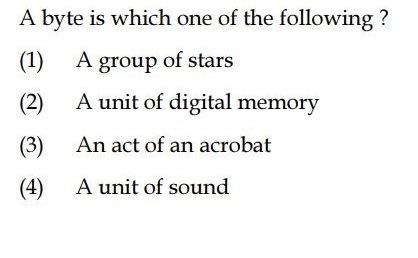 A byte is which one of the following ?
(1) A group of stars
(2) A unit of digital memory
(3) An act of an acrobat
(4) A unit of sound